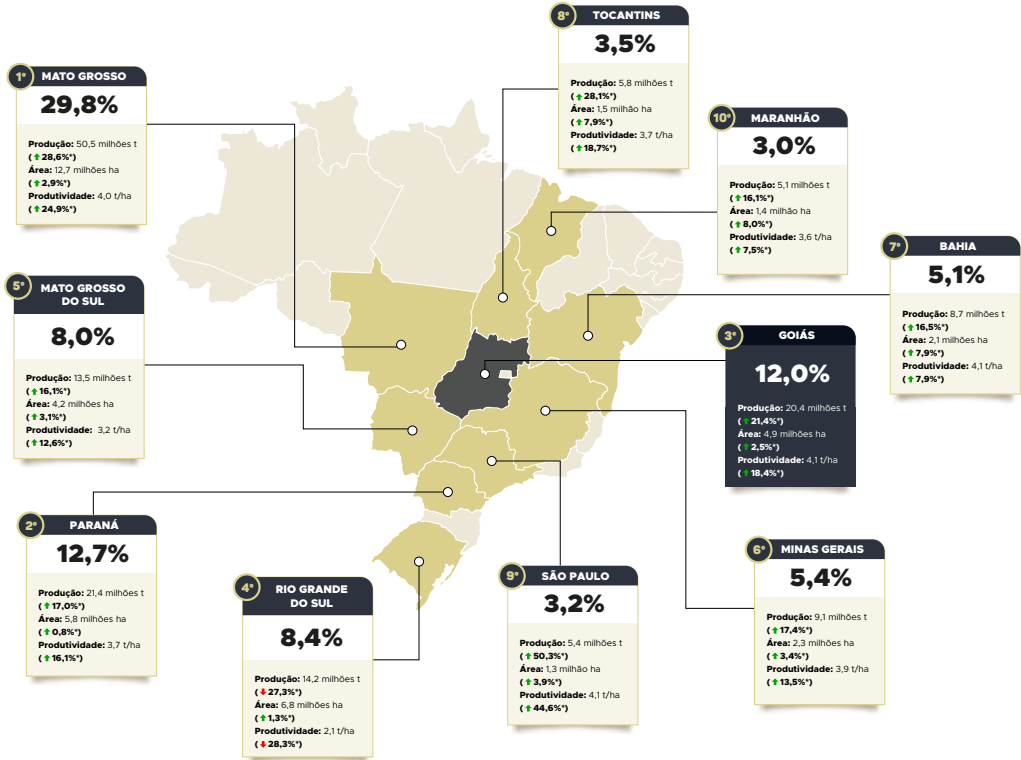 8º
TOCANTINS
3,5%
Produção: 5,8 milhões t
(⬆28,1%*)
Área: 1,5 milhão ha
(⬆7,9%*)
Produtividade: 3,7 t/ha
(⬆18,7%*)
1º
MATO GROSSO
29,8%
Produção: 50,5 milhões t
(⬆28,6%*)
Área: 12,7 milhões ha
(⬆2,9%*)
Produtividade: 4,0 t/ha
(⬆24,9%*)
10º
MARANHÃO
3,0%
Produção: 5,1 milhões t
(⬆16,1%*)
Área: 1,4 milhão ha
(⬆8,0%*)
Produtividade: 3,6 t/ha
(⬆7,5%*)
7º
BAHIA
5,1%
Produção: 8,7 milhões t
(⬆16,5%*)
Área: 2,1 milhões ha
(⬆7,9%*)
Produtividade: 4,1 t/ha
(⬆7,9%*)
5º
MATO GROSSO
DO SUL
8,0%
Produção: 13,5 milhões t
(⬆16,1%*)
Área: 4,2 milhões ha
(⬆3,1%*)
Produtividade: 3,2 t/ha
(⬆12,6%*)
3º
GOIÁS
12,0%
Produção: 20,4 milhões t
(⬆21,4%*)
Área: 4,9 milhões ha
(⬆2,5%*)
Produtividade: 4,1 t/ha
(⬆18,4%*)
2º
PARANÁ
12,7%
Produção: 21,4 milhões t
(⬆17,0%*)
Área: 5,8 milhões ha
(⬆0,8%*)
Produtividade: 3,7 t/ha
(⬆16,1%*)
4º
RIO GRANDE
DO SUL
8,4%
Produção: 14,2 milhões t
(⬇27,3%*)
Área: 6,8 milhões ha
(⬆1,3%*)
Produtividade: 2,1 t/ha
(⬇28,3%*)
9º
SÃO PAULO
3,2%
Produção: 5,4 milhões t
(⬆50,3%*)
Área: 1,3 milhão ha
(⬆3,9%*)
Produtividade: 4,1 t/ha
(⬆44,6%*)
6º
MINAS GERAIS
5,4%
Produção: 9,1 milhões t
(⬆17,4%*)
Área: 2,3 milhões ha
(⬆3,4%*)
Produtividade: 3,9 t/ha
(⬆13,5%*)